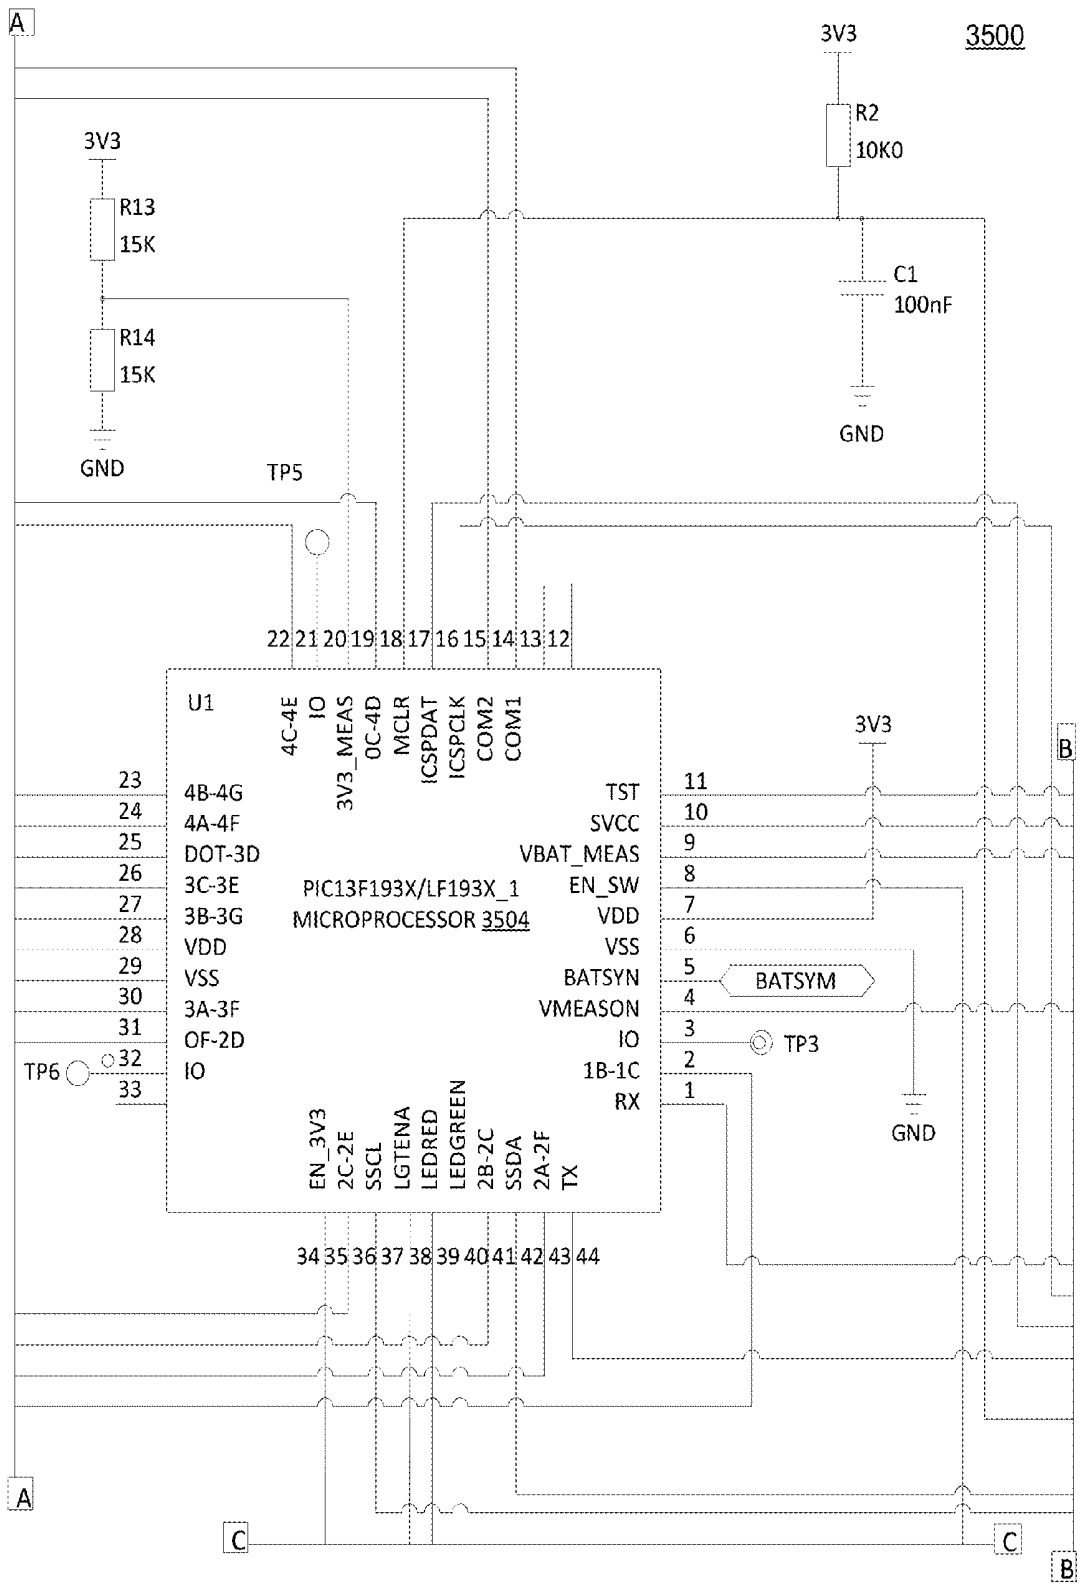 A
3500
3V3
R2
10K0
3V3
R13
15K
C1
100nF
R14
15K
GND
GND
TP5
22 21 20 19 18 17 16 15 14 13 12
U1
4C-4E
IO
3V3_MEAS
0C-4D
MCLR
ICSPDAT
ICSPCLK
COM2
COM1
3V3
B
23
4B-4G
24
4A-4F
25
DOT-3D
26
3C-3E
27
3B-3G
28
VDD
29
VSS
30
3A-3F
31
OF-2D
32
IO
TP6
33
PIC13F193X/LF193X_1
MICROPROCESSOR 3504
TST
11
SVCC
10
VBAT_MEAS
9
EN_SW
8
VDD
7
VSS
6
BATSYN
5
BATSYM
VMEASON
4
IO
3
TP3
1B-1C
2
RX
1
GND
EN_3V3
2C-2E
SSCL
LGTENA
LEDRED
LEDGREEN
2B-2C
SSDA
2A-2F
TX
34 35 36 37 38 39 40 41 42 43 44
A
C
C
B